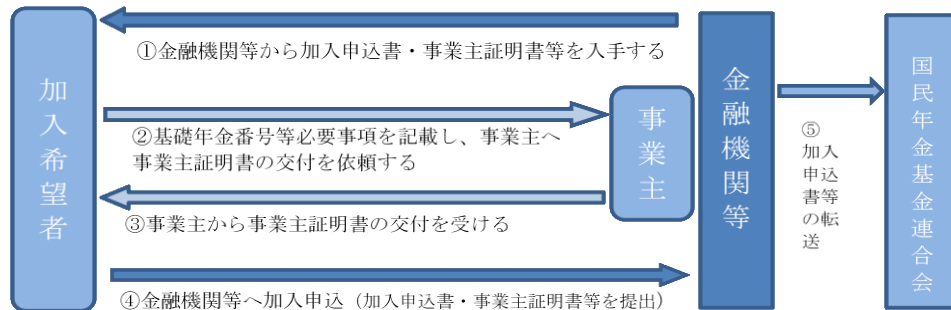 ①金融機関等から加入申込書・事業主証明書等を入手する
加入希望者
②基礎年金番号等必要事項を記載し、事業主へ
事業主証明書の交付を依頼する
③事業主から事業主証明書の交付を受ける
④金融機関等へ加入申込（加入申込書・事業主証明書等を提出）
事業主
金融機関等
⑤
加入
申込
書等
の転
送
国民年金基金連合会